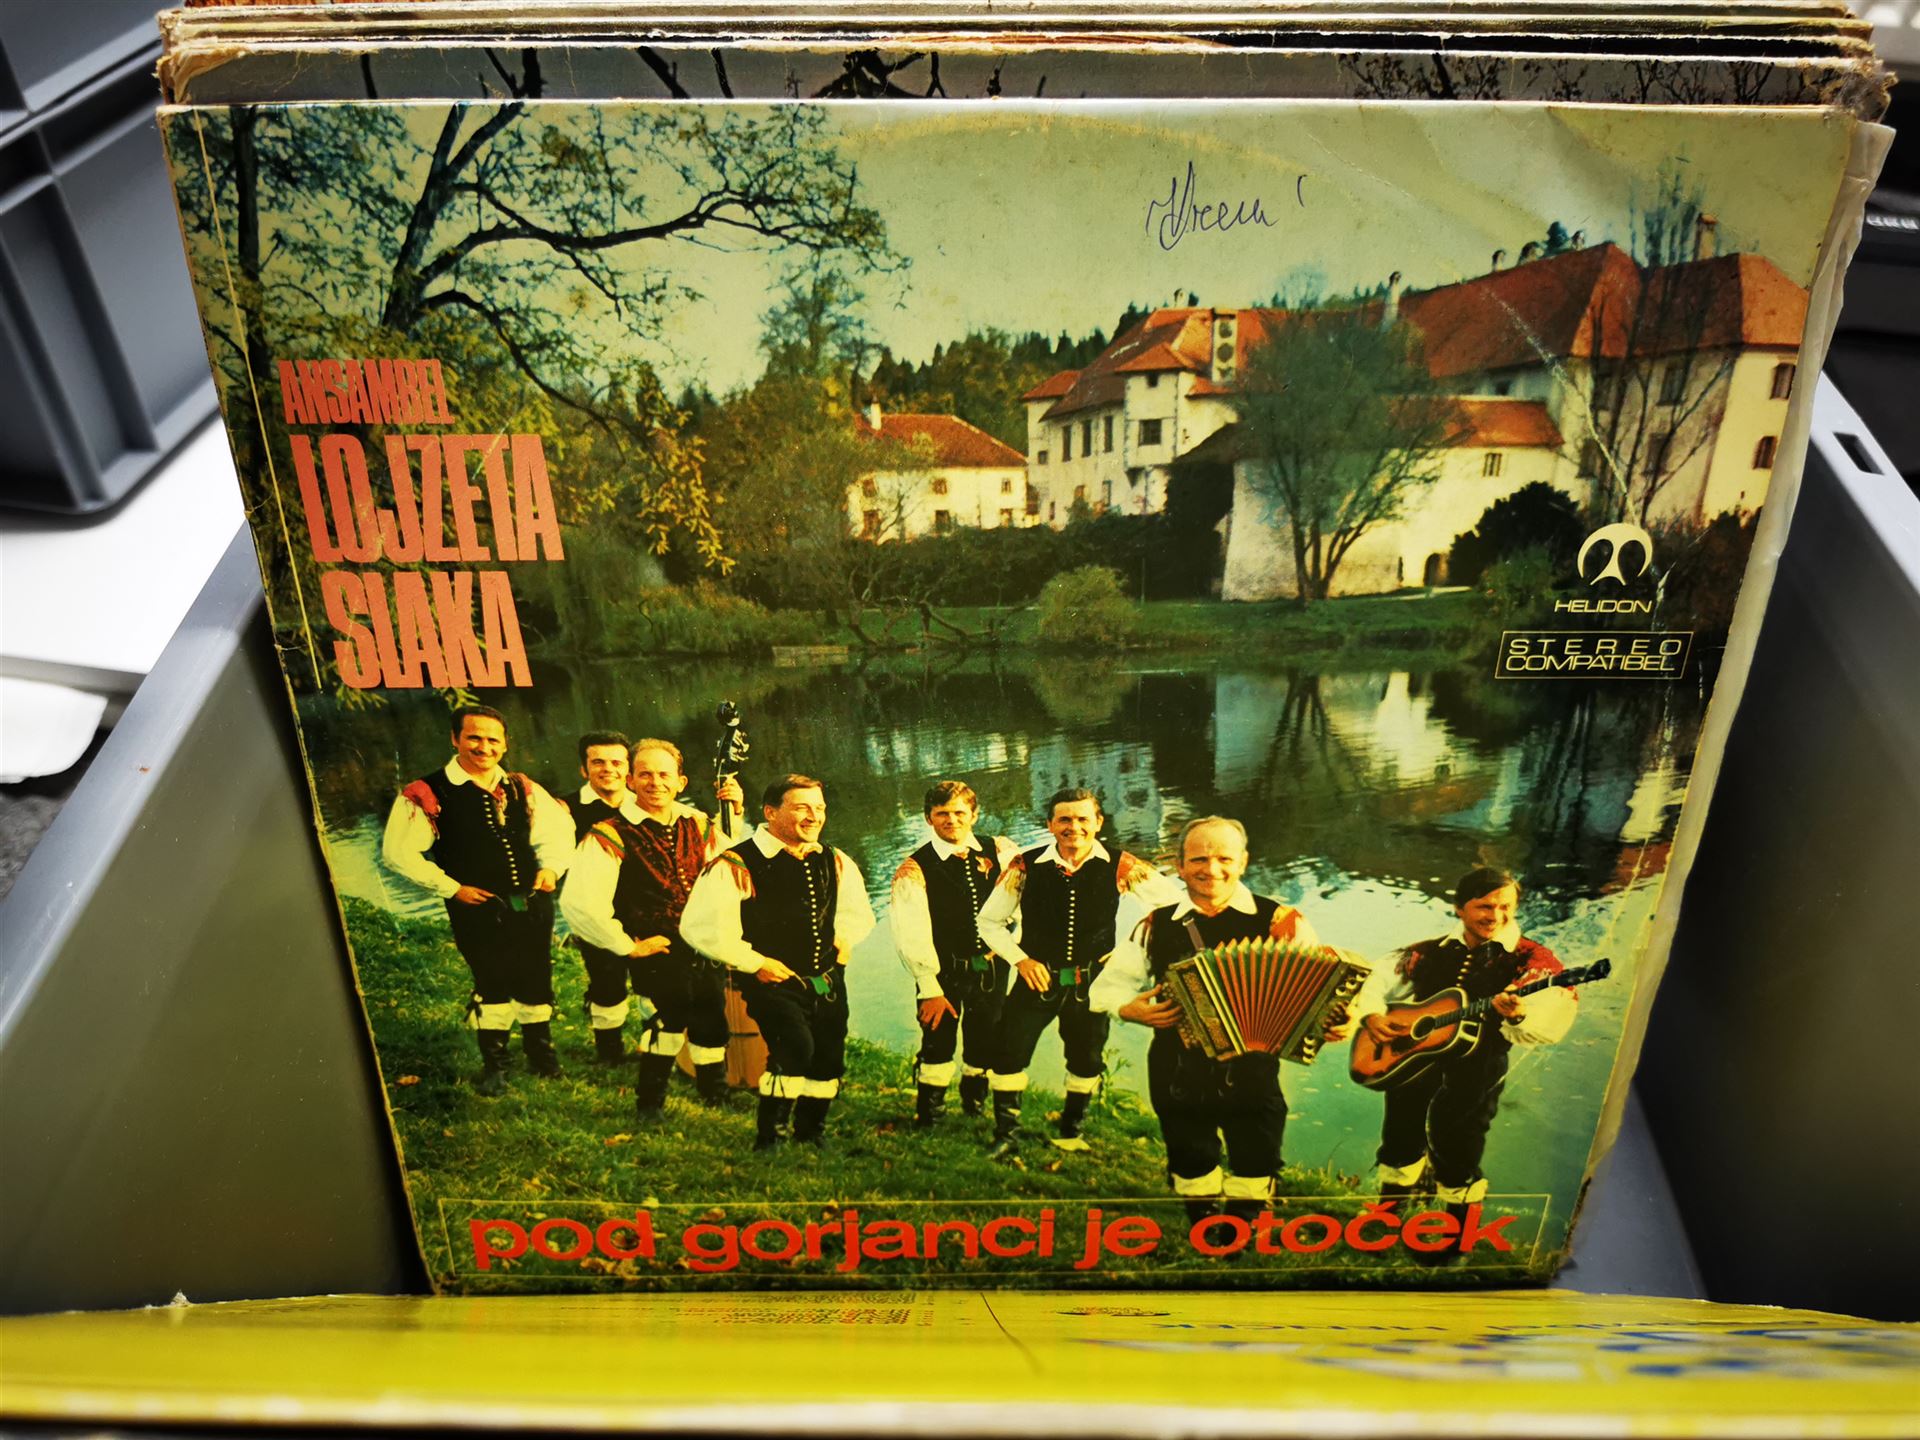 ANSAMBEL
LOJZETA
SLAKA
HELIDON
STEREO
COMPATIBEL
pod gorjanci je otoček